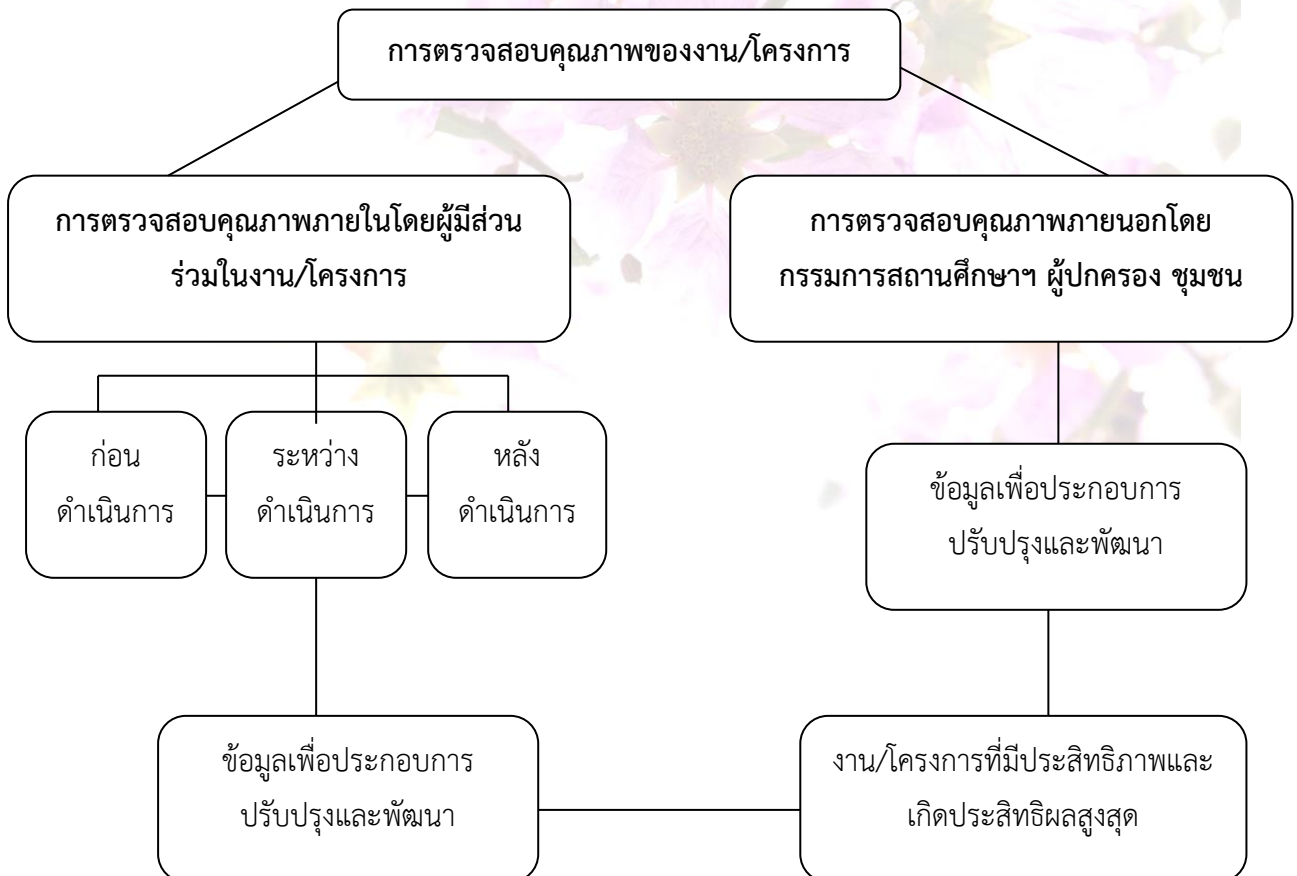 การตรวจสอบคุณภาพของงาน/โครงการ
การตรวจสอบคุณภาพภายในโดยผู้มีส่วน
ร่วมในงาน/โครงการ
การตรวจสอบคุณภาพภายนอกโดย
กรรมการสถานศึกษาฯ ผู้ปกครอง ชุมชน
ก่อน
ดำเนินการ
ระหว่าง
ดำเนินการ
หลัง
ดำเนินการ
ข้อมูลเพื่อประกอบการ
ปรับปรุงและพัฒนา
ข้อมูลเพื่อประกอบการ
ปรับปรุงและพัฒนา
งาน/โครงการที่มีประสิทธิภาพและ
เกิดประสิทธิผลสูงสุด